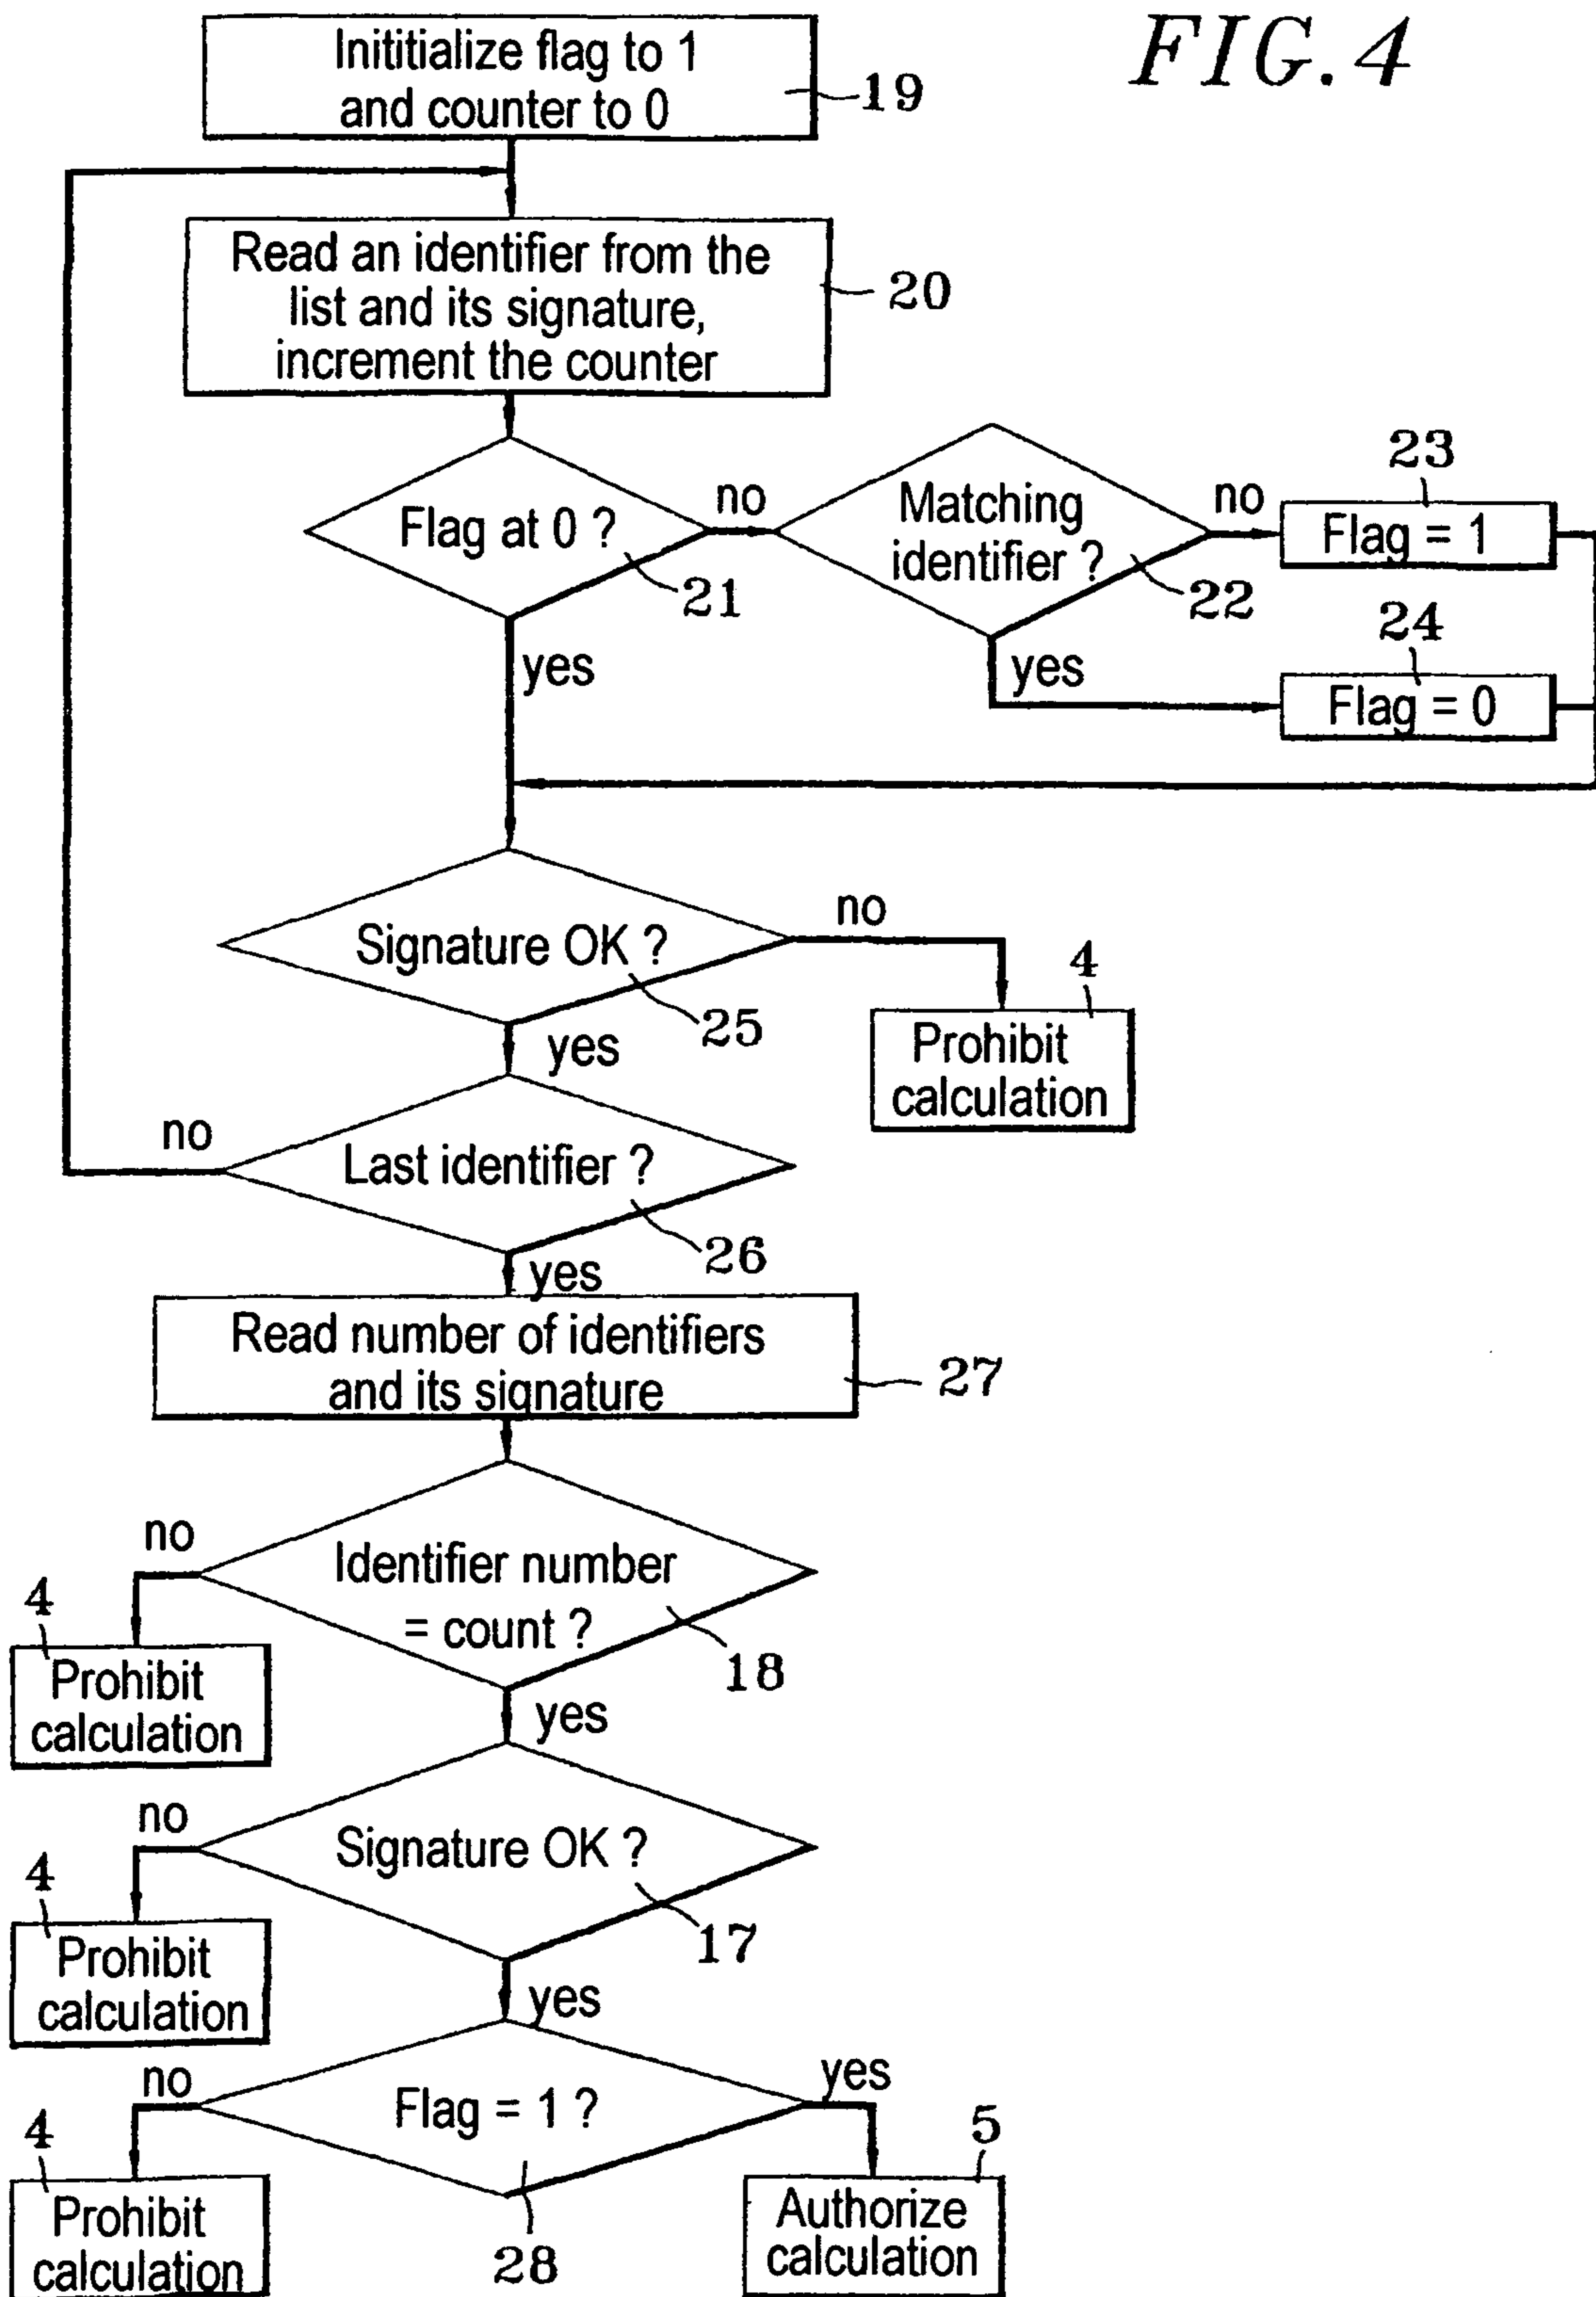 FIG. 4
Inititialize flag to 1
and counter to 0
19
Read an identifier from the
list and its signature,
increment the counter
20
Flag at 0 ?
21
no
yes
Matching
identifier ?
22
no
yes
23
Flag = 1
24
Flag = 0
Signature OK ?
25
no
4
Prohibit
calculation
yes
Last identifier ?
26
no
yes
Read number of identifiers
and its signature
27
Identifier number
= count ?
18
no
4
Prohibit
calculation
yes
Signature OK ?
17
no
4
Prohibit
calculation
yes
Flag = 1 ?
28
no
4
Prohibit
calculation
yes
5
Authorize
calculation